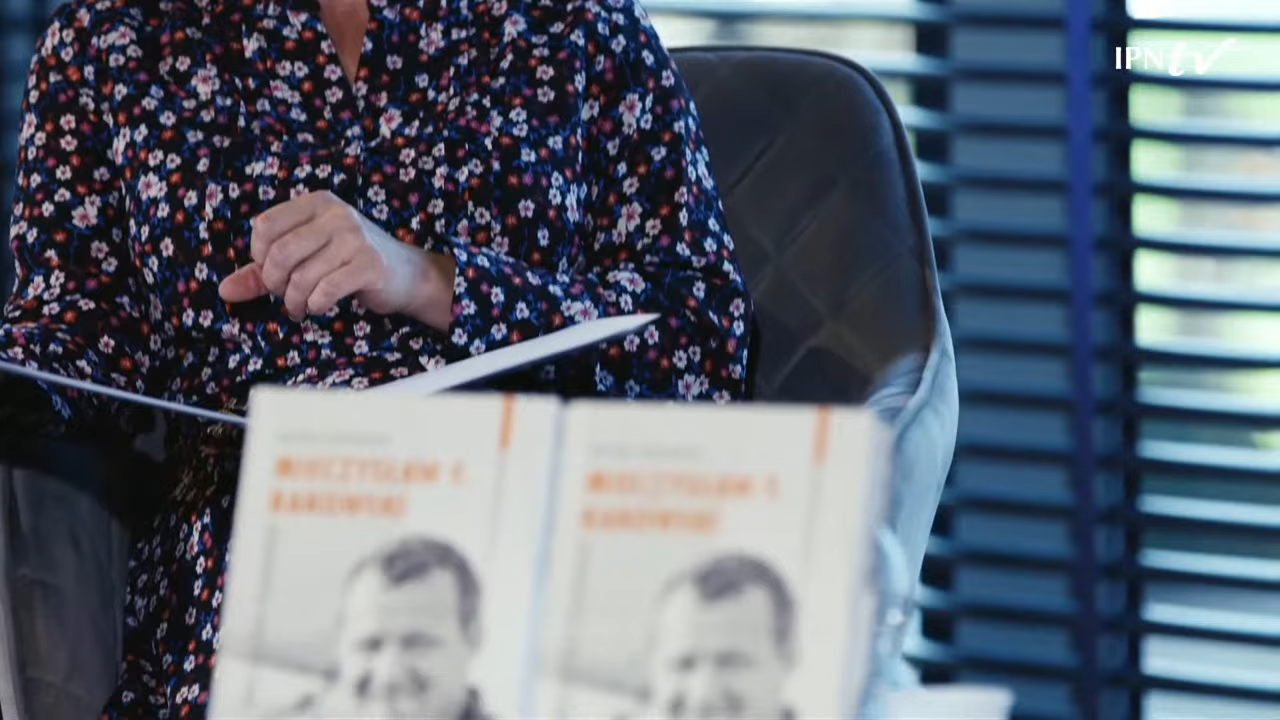 IPNtv
MIECZYSŁAW F.
RAKOWSKI
MIECZYSŁAW F.
RAKOWSKI